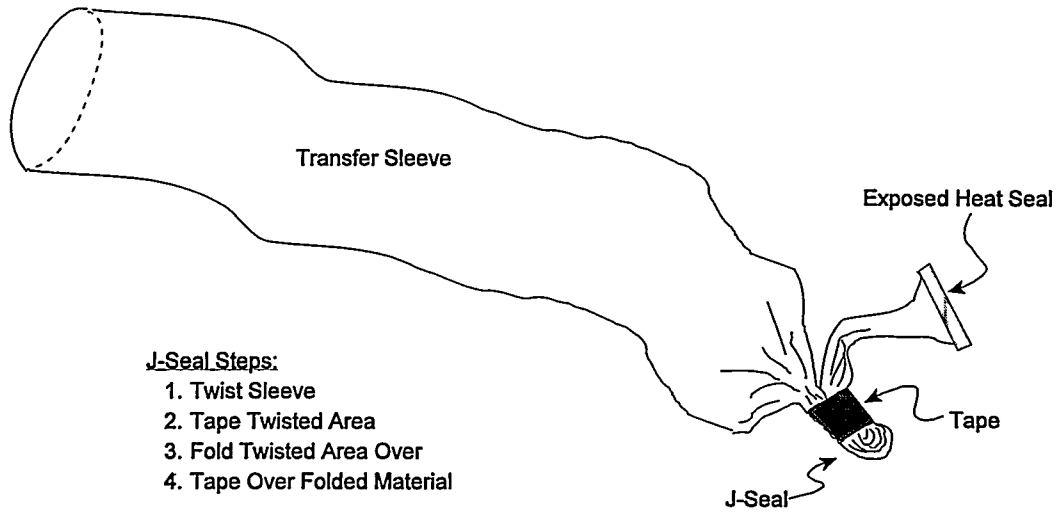 Transfer Sleeve
Exposed Heat Seal
J-Seal Steps:
1. Twist Sleeve
2. Tape Twisted Area
3. Fold Twisted Area Over
4. Tape Over Folded Material
Tape
J-Seal